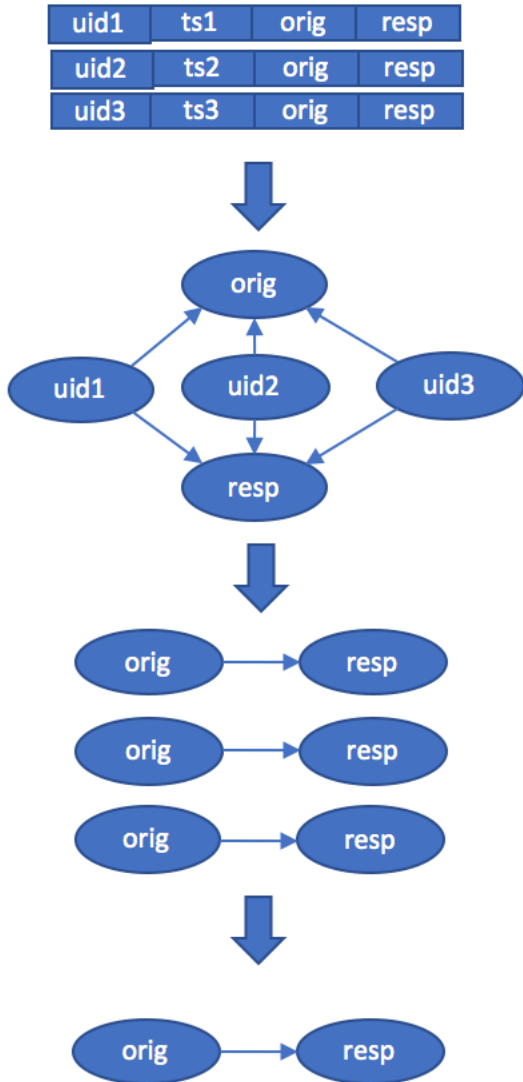 uid1 ts1 orig resp
uid2 ts2 orig resp
uid3 ts3 orig resp
orig
uid1 uid2 uid3
resp
orig resp
orig resp
orig resp
orig resp